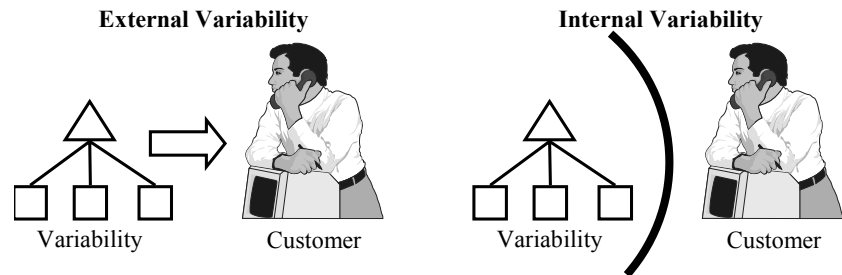 External Variability
Internal Variability
Variability
Customer
Variability
Customer